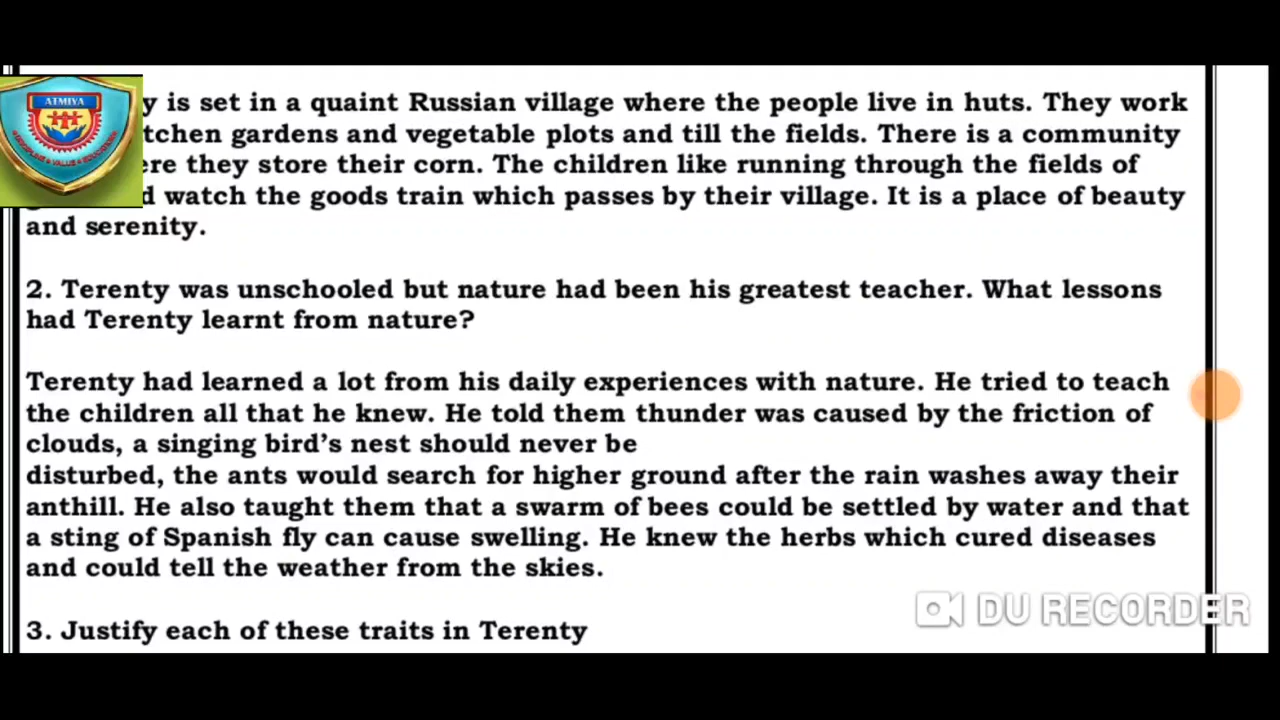 ATMIYA
y is set in a quaint Russian village where the people live in huts. They work
tchen gardens and vegetable plots and till the fields. There is a community
ere they store their corn. The children like running through the fields of
d watch the goods train which passes by their village. It is a place of beauty
and serenity.
2. Terenty was unschooled but nature had been his greatest teacher. What lessons
had Terenty learnt from nature?
Terenty had learned a lot from his daily experiences with nature. He tried to teach
the children all that he knew. He told them thunder was caused by the friction of
clouds, a singing bird's nest should never be
disturbed, the ants would search for higher ground after the rain washes away their
anthill. He also taught them that a swarm of bees could be settled by water and that
a sting of Spanish fly can cause swelling. He knew the herbs which cured diseases
and could tell the weather from the skies.
DU RECORDER
3. Justify each of these traits in Terenty